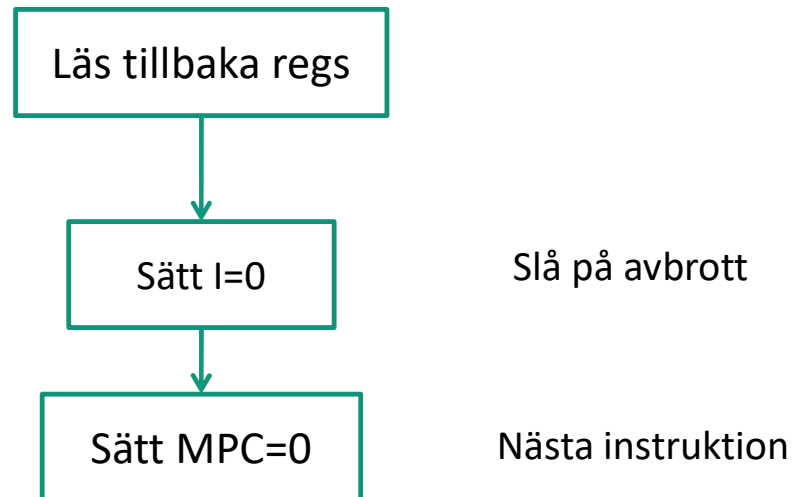 Läs tillbaka regs
Sätt I=0
Slå på avbrott
Sätt MPC=0
Nästa instruktion